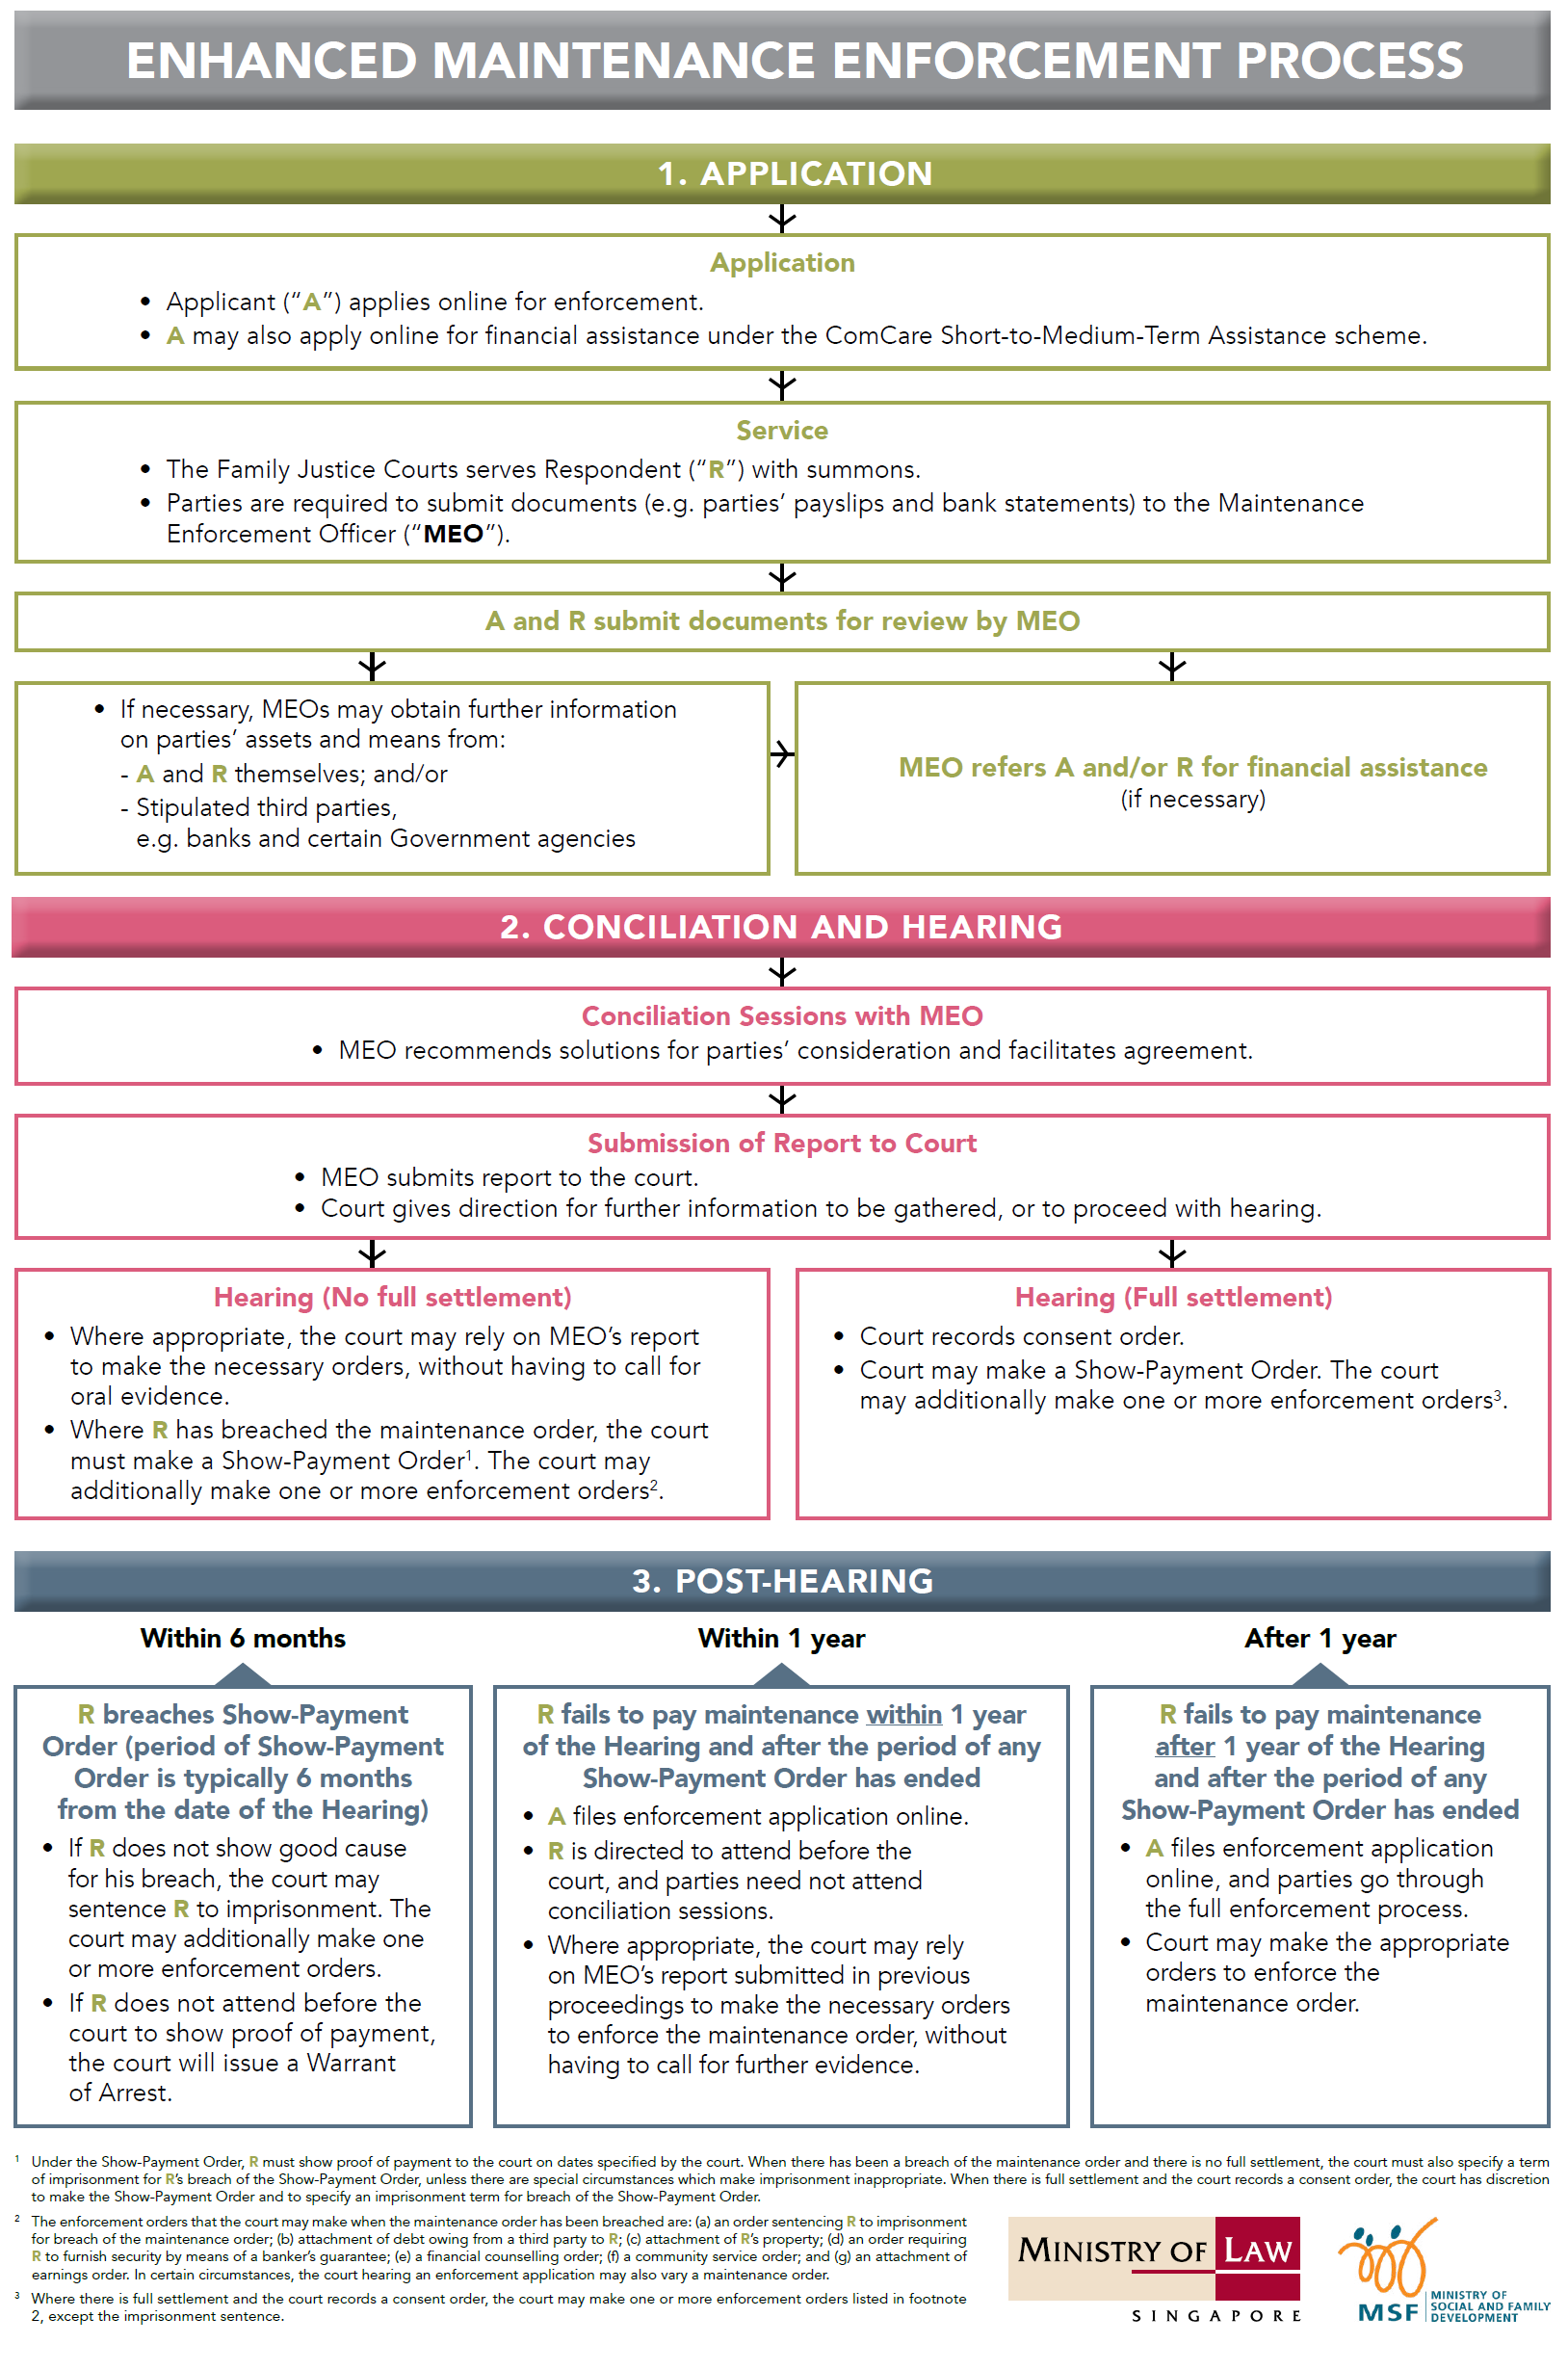 ENHANCED MAINTENANCE ENFORCEMENT PROCESS
1. APPLICATION
Application
• Applicant (“A”) applies online for enforcement.
• A may also apply online for financial assistance under the ComCare Short-to-Medium-Term Assistance scheme.
Service
• The Family Justice Courts serves Respondent (“R”) with summons.
• Parties are required to submit documents (e.g. parties’ payslips and bank statements) to the Maintenance
Enforcement Officer (“MEO”).
A and R submit documents for review by MEO
• If necessary, MEOs may obtain further information
on parties’ assets and means from:
- A and R themselves; and/or
- Stipulated third parties,
e.g. banks and certain Government agencies
MEO refers A and/or R for financial assistance
(if necessary)
2. CONCILIATION AND HEARING
Conciliation Sessions with MEO
• MEO recommends solutions for parties’ consideration and facilitates agreement.
Submission of Report to Court
• MEO submits report to the court.
• Court gives direction for further information to be gathered, or to proceed with hearing.
Hearing (No full settlement)
• Where appropriate, the court may rely on MEO’s report
to make the necessary orders, without having to call for
oral evidence.
• Where R has breached the maintenance order, the court
must make a Show-Payment Order¹. The court may
additionally make one or more enforcement orders².
Hearing (Full settlement)
• Court records consent order.
• Court may make a Show-Payment Order. The court
may additionally make one or more enforcement orders³.
3. POST-HEARING
Within 6 months
R breaches Show-Payment
Order (period of Show-Payment
Order is typically 6 months
from the date of the Hearing)
• If R does not show good cause
for his breach, the court may
sentence R to imprisonment. The
court may additionally make one
or more enforcement orders.
• If R does not attend before the
court to show proof of payment,
the court will issue a Warrant
of Arrest.
Within 1 year
R fails to pay maintenance within 1 year
of the Hearing and after the period of any
Show-Payment Order has ended
• A files enforcement application online.
• R is directed to attend before the
court, and parties need not attend
conciliation sessions.
• Where appropriate, the court may rely
on MEO’s report submitted in previous
proceedings to make the necessary orders
to enforce the maintenance order, without
having to call for further evidence.
After 1 year
R fails to pay maintenance
after 1 year of the Hearing
and after the period of any
Show-Payment Order has ended
• A files enforcement application
online, and parties go through
the full enforcement process.
• Court may make the appropriate
orders to enforce the
maintenance order.
¹ Under the Show-Payment Order, R must show proof of payment to the court on dates specified by the court. When there has been a breach of the maintenance order and there is no full settlement, the court must also specify a term
of imprisonment for R’s breach of the Show-Payment Order, unless there are special circumstances which make imprisonment inappropriate. When there is full settlement and the court records a consent order, the court has discretion
to make the Show-Payment Order and to specify an imprisonment term for breach of the Show-Payment Order.
² The enforcement orders that the court may make when the maintenance order has been breached are: (a) an order sentencing R to imprisonment
for breach of the maintenance order; (b) attachment of debt owing from a third party to R; (c) attachment of R’s property; (d) an order requiring
R to furnish security by means of a banker’s guarantee; (e) a financial counselling order; (f) a community service order; and (g) an attachment of
earnings order. In certain circumstances, the court hearing an enforcement application may also vary a maintenance order.
³ Where there is full settlement and the court records a consent order, the court may make one or more enforcement orders listed in footnote
2, except the imprisonment sentence.
MINISTRY OF LAW
SINGAPORE
MSF
MINISTRY OF
SOCIAL AND FAMILY
DEVELOPMENT